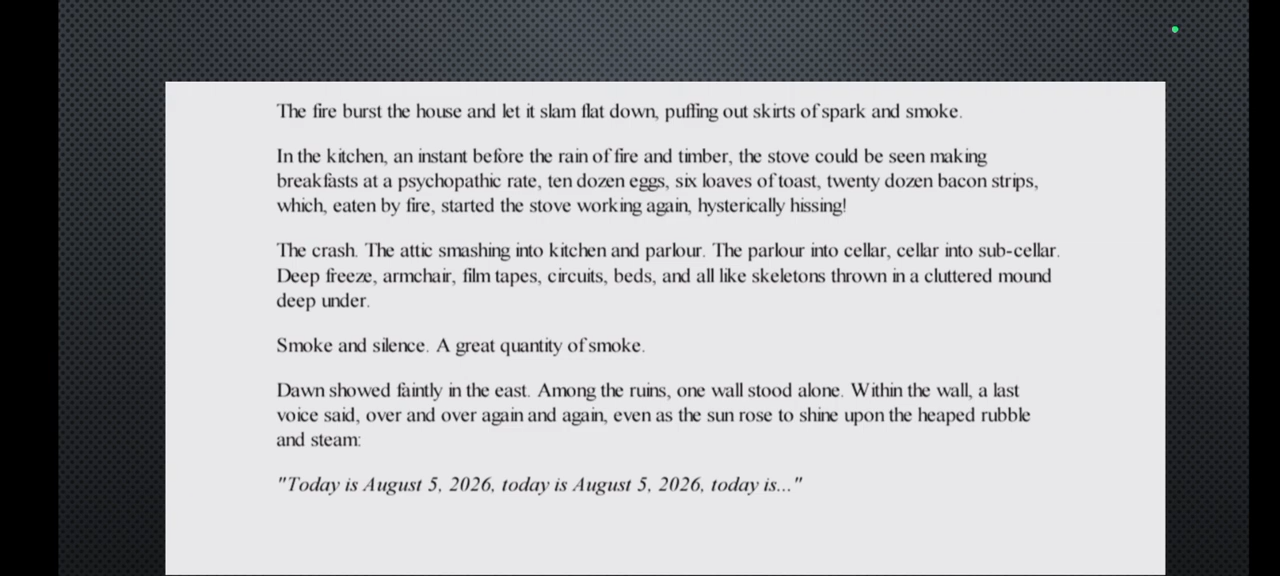 The fire burst the house and let it slam flat down, puffing out skirts of spark and smoke.
In the kitchen, an instant before the rain of fire and timber, the stove could be seen making
breakfasts at a psychopathic rate, ten dozen eggs, six loaves of toast, twenty dozen bacon strips,
which, eaten by fire, started the stove working again, hysterically hissing!
The crash. The attic smashing into kitchen and parlour. The parlour into cellar, cellar into sub-cellar.
Deep freeze, armchair, film tapes, circuits, beds, and all like skeletons thrown in a cluttered mound
deep under.
Smoke and silence. A great quantity of smoke.
Dawn showed faintly in the east. Among the ruins, one wall stood alone. Within the wall, a last
voice said, over and over again and again, even as the sun rose to shine upon the heaped rubble
and steam:
"Today is August 5, 2026, today is August 5, 2026, today is..."